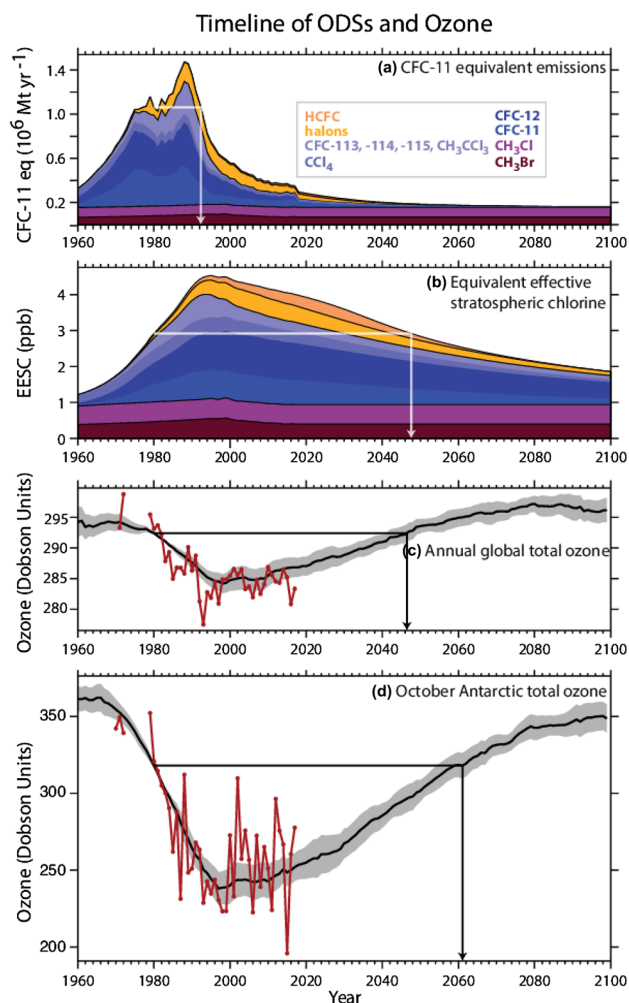 Timeline of ODSs and Ozone
(a) CFC-11 equivalent emissions
CFC-11 eq (10⁶ Mt yr⁻¹)
1.4
1.0
0.6
0.2
HCFC
halons
CFC-113, -114, -115, CH₃CCl₃
CCl₄
CFC-12
CFC-11
CH₃Cl
CH₃Br
1960 1980 2000 2020 2040 2060 2080 2100
(b) Equivalent effective
stratospheric chlorine
EESC (ppb)
4
3
2
1
0
1960 1980 2000 2020 2040 2060 2080 2100
Ozone (Dobson Units)
295
290
285
280
(c) Annual global total ozone
1960 1980 2000 2020 2040 2060 2080 2100
(d) October Antarctic total ozone
Ozone (Dobson Units)
350
300
250
200
1960 1980 2000 2020 2040 2060 2080 2100
Year